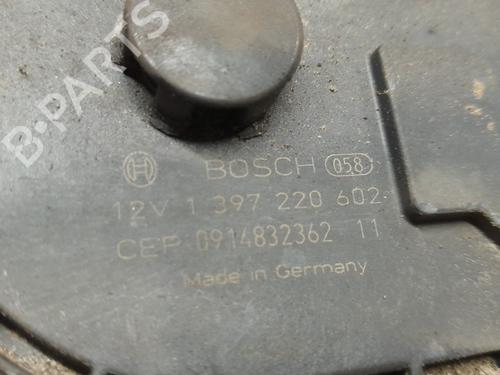 B-PARTS
BOSCH 058
12V 1 397 220 602
CEP 0914832362 11
Made in Germany